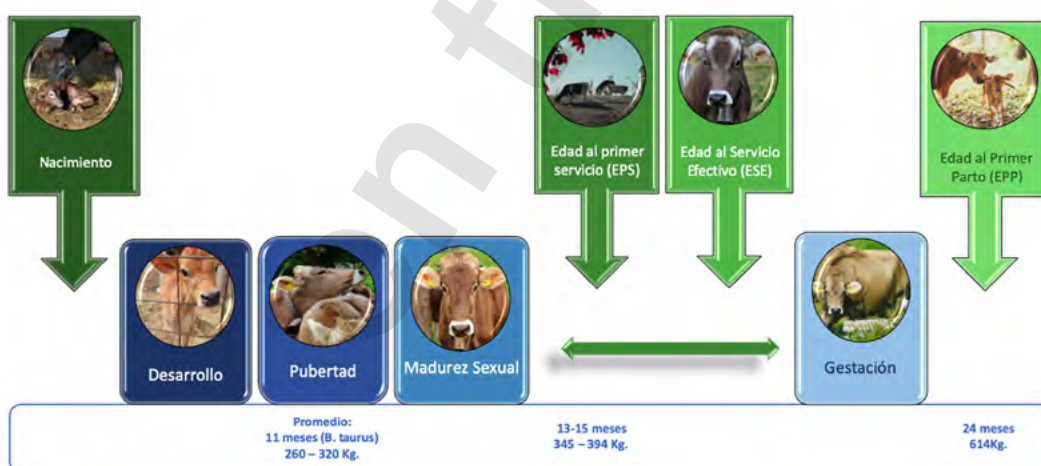 Nacimiento
Edad al primer
servicio (EPS)
Edad al Servicio
Efectivo (ESE)
Edad al Primer
Parto (EPP)
Desarrollo
Pubertad
Madurez Sexual
Gestación
Promedio:
11 meses (B. taurus)
260 – 320 Kg.
13-15 meses
345 – 394 Kg.
24 meses
614Kg.